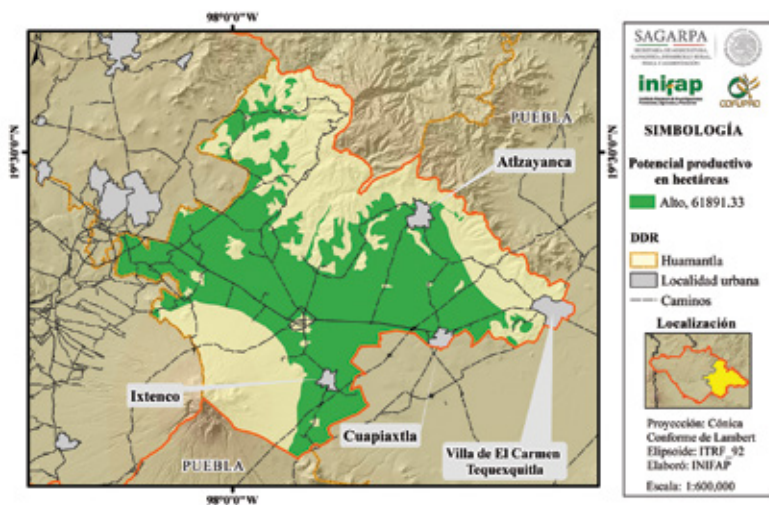 98°0'0"W
19°30'0"N
PUEBLA
Atlzayanca
Ixtenco
Cuapiaxtla
Villa de El Carmen
Tequexquitla
PUEBLA
98°0'0"W
19°30'0"N
SAGARPA
inifap
COFUPRO
SIMBOLOGÍA
Potencial productivo
en hectáreas
Alto, 61891.33
DDR
Huamantla
Localidad urbana
Caminos
Localización
Proyección: Cónica
Conforme de Lambert
Elipsoide: ITRF_92
Elaboró: INIFAP
Escala: 1:600,000